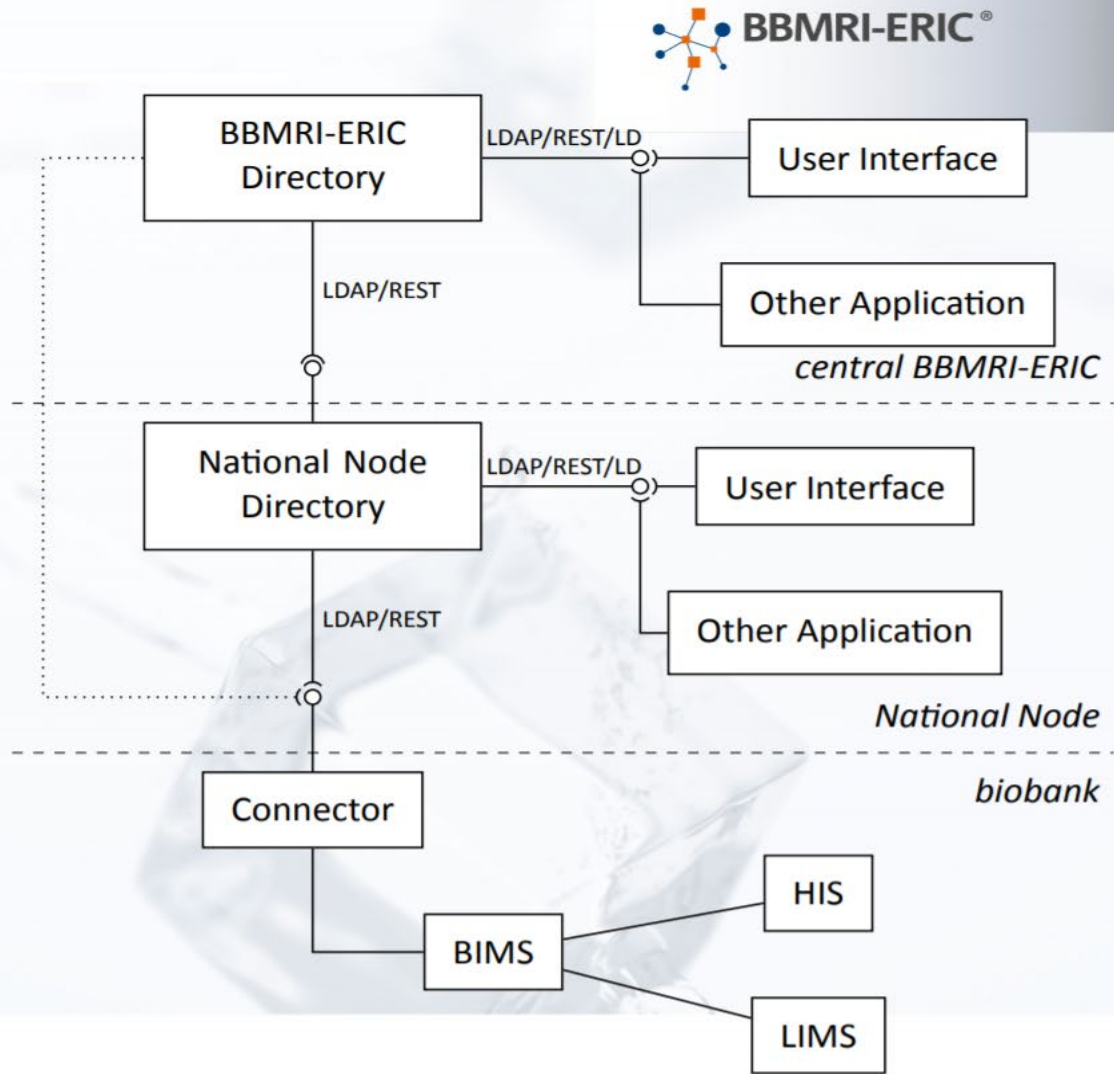 BBMRI-ERIC®
BBMRI-ERIC
Directory
LDAP/REST/LD
User Interface
LDAP/REST
Other Application
central BBMRI-ERIC
National Node
Directory
LDAP/REST/LD
User Interface
LDAP/REST
Other Application
National Node
biobank
Connector
HIS
BIMS
LIMS